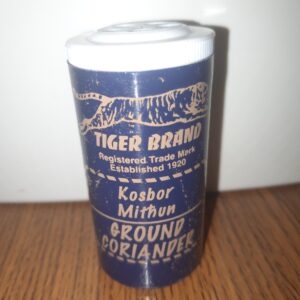 TIGER BRAND
Registered Trade Mark
Established 1920
Kosbor
Mithun
GROUND
CORIANDER